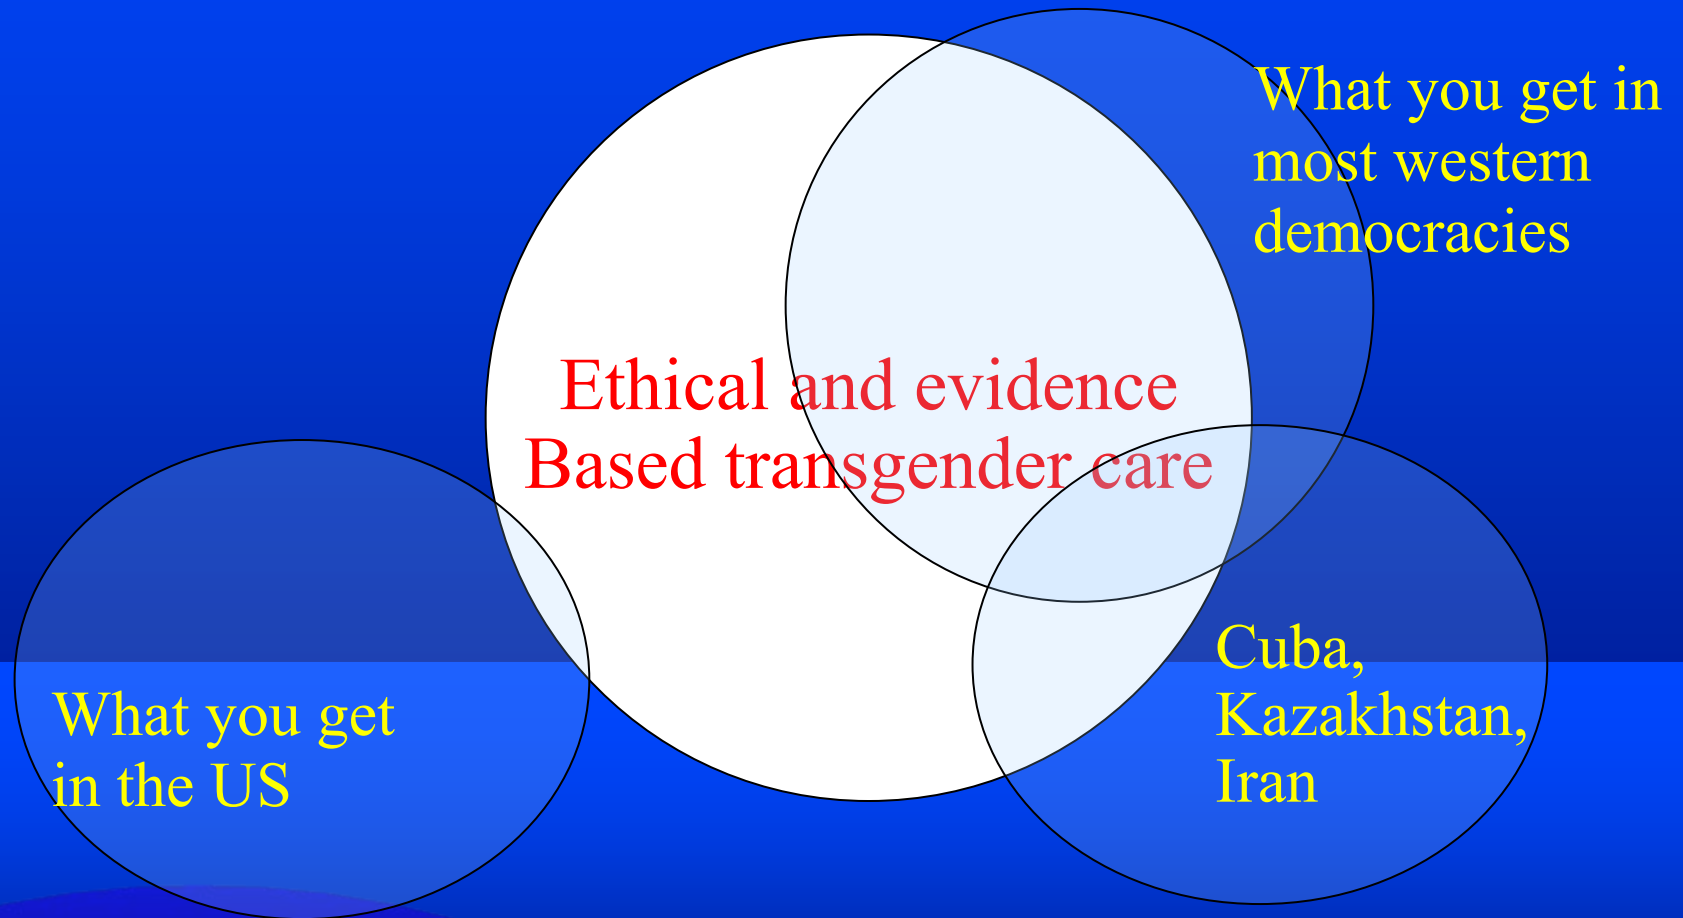 What you get in
most western
democracies
Ethical and evidence
Based transgender care
What you get
in the US
Cuba,
Kazakhstan,
Iran